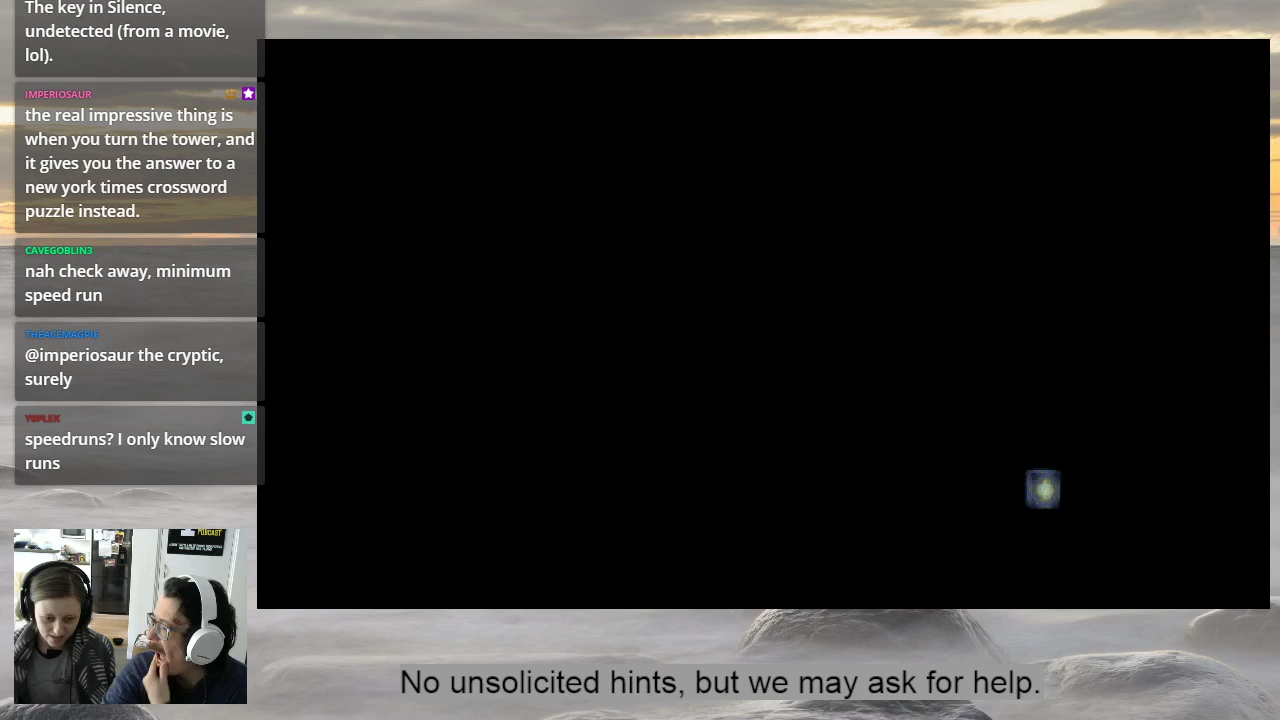 The key in Silence,
undetected (from a movie,
lol).
IMPERIOSAUR
the real impressive thing is
when you turn the tower, and
it gives you the answer to a
new york times crossword
puzzle instead.
CAVEGOBLIN3
nah check away, minimum
speed run
THEACEMAGPIE
@imperiosaur the cryptic,
surely
YOPLEX
speedruns? I only know slow
runs
PODCAST
No unsolicited hints, but we may ask for help.